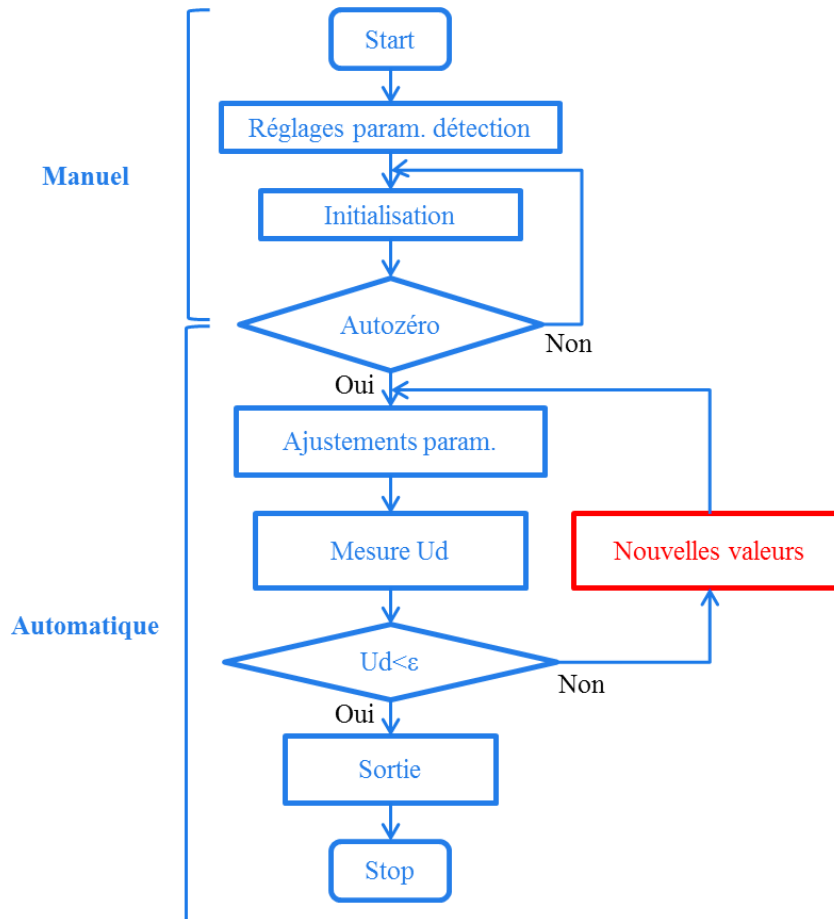 Start
Réglages param. détection
Manuel
Initialisation
Autozéro
Non
Oui
Ajustements param.
Mesure Ud
Nouvelles valeurs
Automatique
Ud<ε
Non
Oui
Sortie
Stop